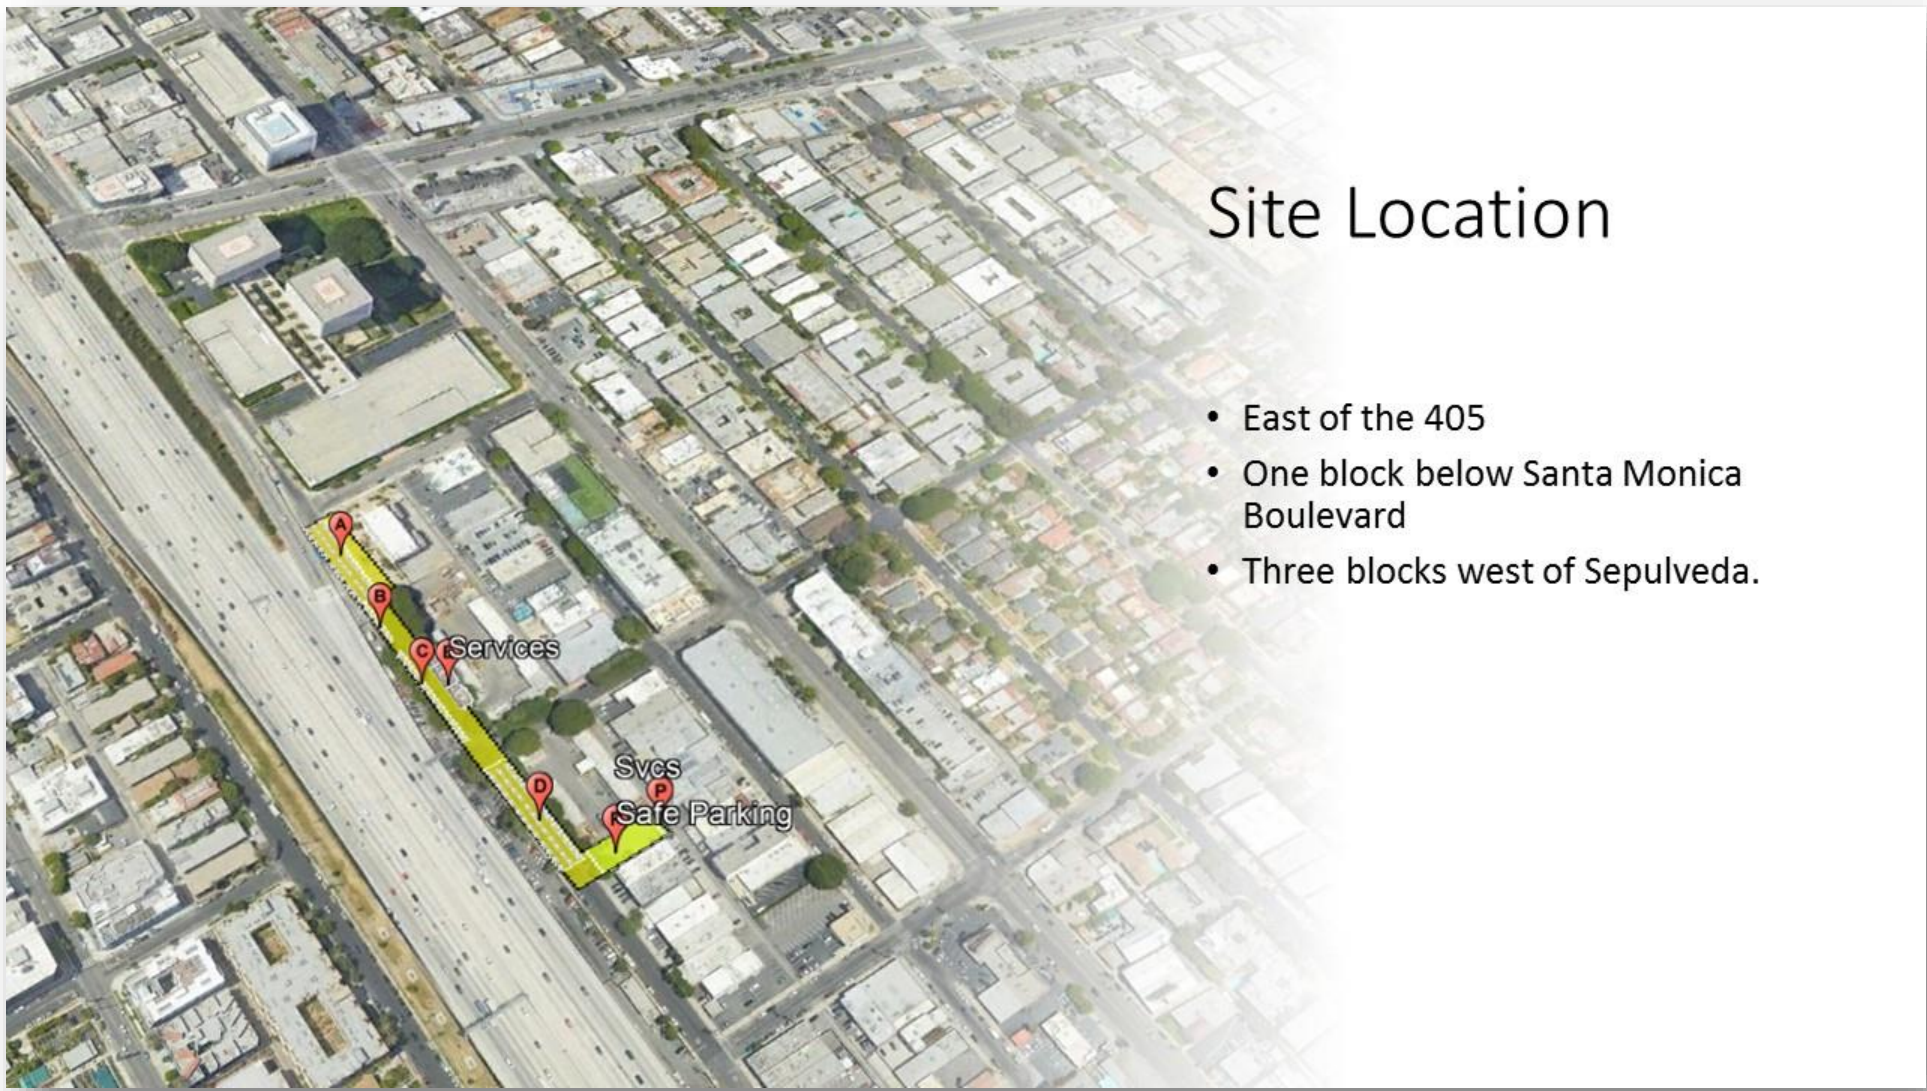 Site Location
• East of the 405
• One block below Santa Monica
Boulevard
• Three blocks west of Sepulveda.
A
B
C
Services
D
Svcs
P
Safe Parking